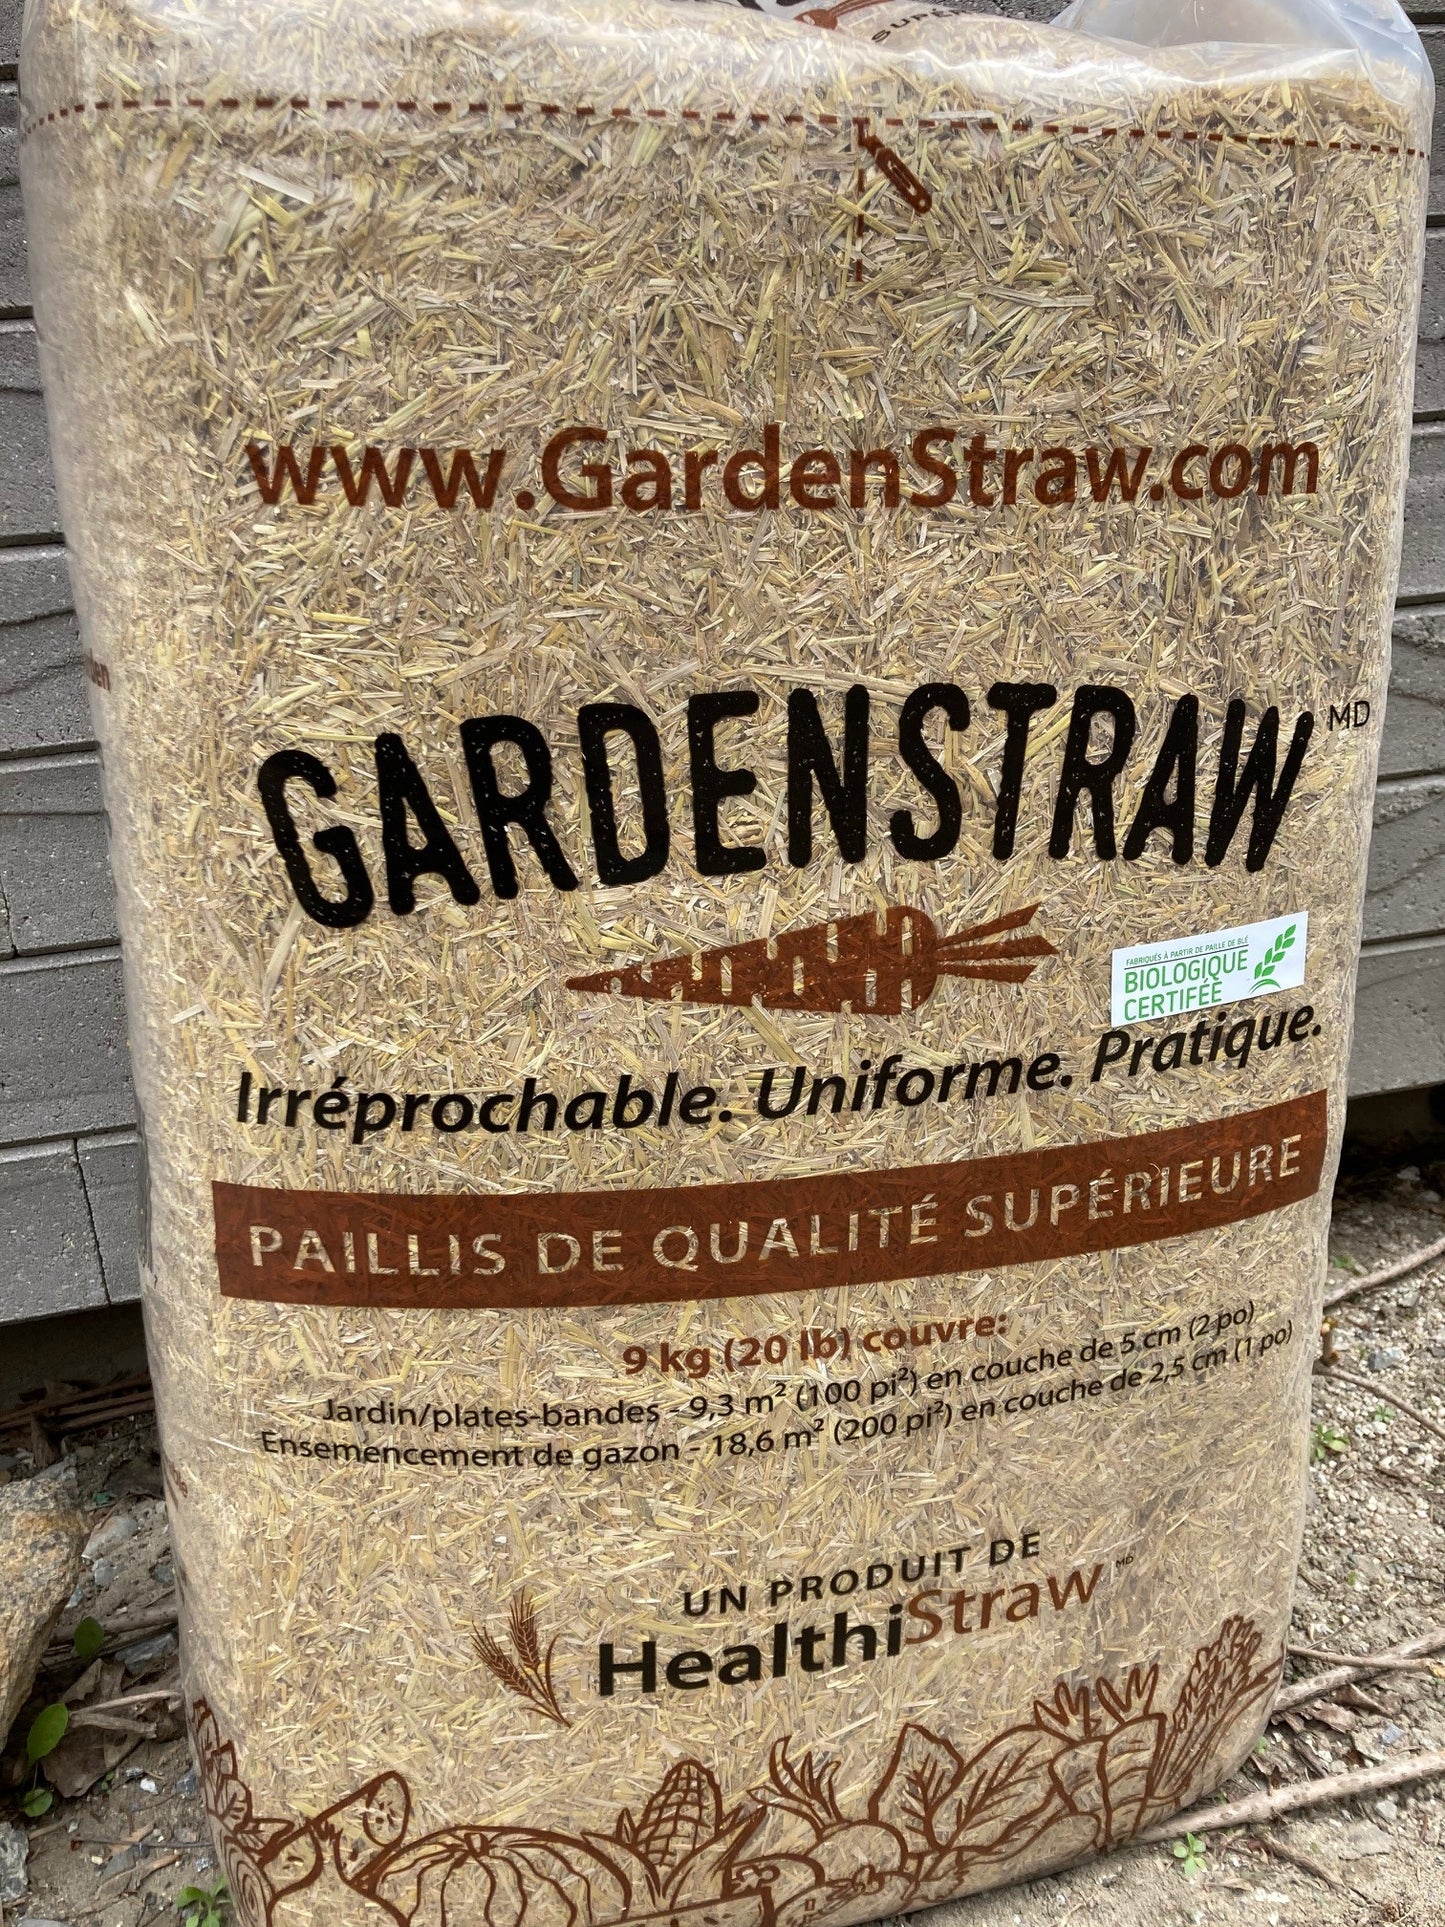 SUPÉ
www.GardenStraw.com
GARDENSTRAW MD
FABRIQUÉS À PARTIR DE PAILLE DE BLÉ
BIOLOGIQUE
CERTIFÉE
Irréprochable. Uniforme. Pratique.
PAILLIS DE QUALITÉ SUPÉRIEURE
9 kg (20 lb) couvre:
Jardin/plates-bandes - 9,3 m² (100 pi²) en couche de 5 cm (2 po)
Ensemencement de gazon - 18,6 m² (200 pi²) en couche de 2,5 cm (1 po)
UN PRODUIT DE
HealthiStraw MD